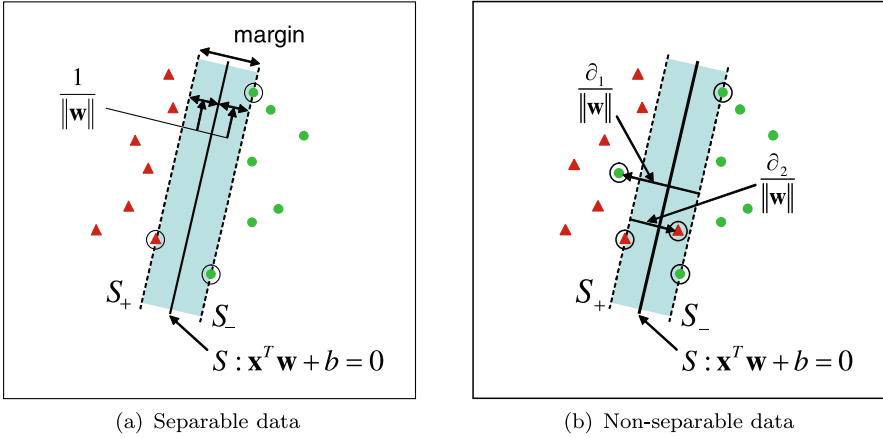 margin
1
‖w‖
S+
S−
S : x^T w + b = 0
(a) Separable data
∂1
‖w‖
∂2
‖w‖
S+
S−
S : x^T w + b = 0
(b) Non-separable data